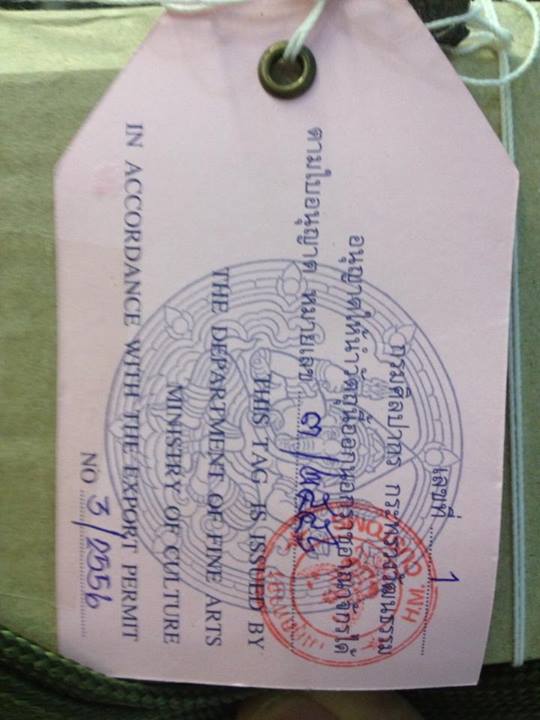 เลขที่ 1
กรมศิลปากร กระทรวงวัฒนธรรม
อนุญาตให้นำวัตถุนี้ออกนอกราชอาณาจักรได้
ตามใบอนุญาต หมายเลข ๓/๒๕๕๖
THIS TAG IS ISSUED BY
THE DEPARTMENT OF FINE ARTS
MINISTRY OF CULTURE
IN ACCORDANCE WITH THE EXPORT PERMIT
NO 3/2556